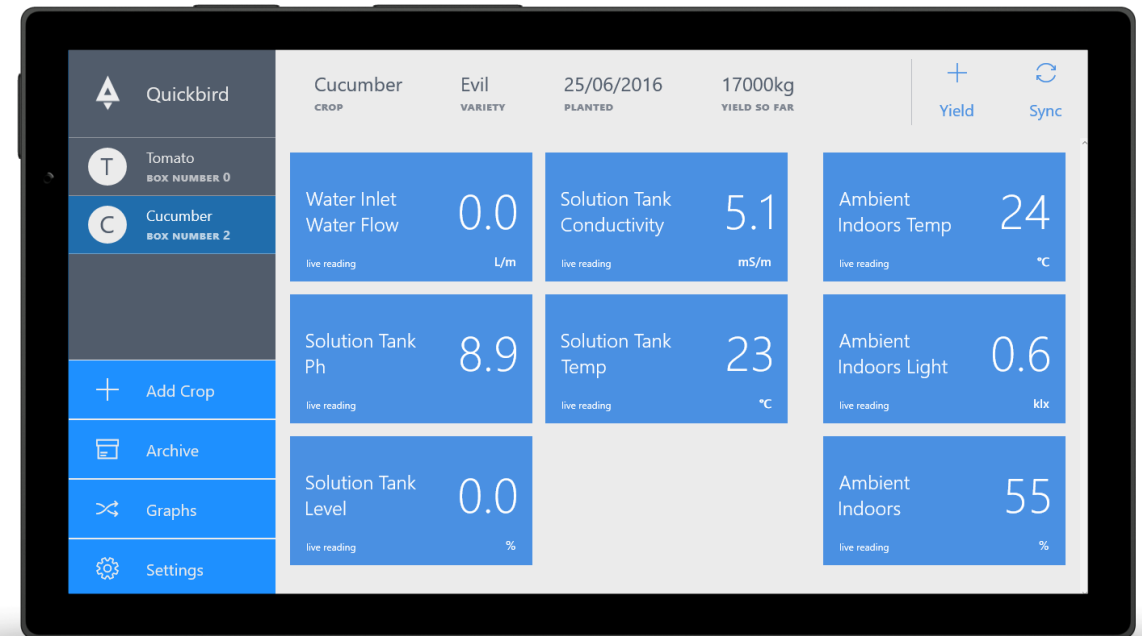 Quickbird
Tomato
BOX NUMBER 0
Cucumber
BOX NUMBER 2
Add Crop
Archive
Graphs
Settings
Cucumber
CROP
Evil
VARIETY
25/06/2016
PLANTED
17000kg
YIELD SO FAR
Yield
Sync
Water Inlet
Water Flow
0.0
live reading
L/m
Solution Tank
Conductivity
5.1
live reading
mS/m
Ambient
Indoors Temp
24
live reading
°C
Solution Tank
Ph
8.9
live reading
Solution Tank
Temp
23
live reading
°C
Ambient
Indoors Light
0.6
live reading
klx
Solution Tank
Level
0.0
live reading
%
Ambient
Indoors
55
live reading
%
T
C